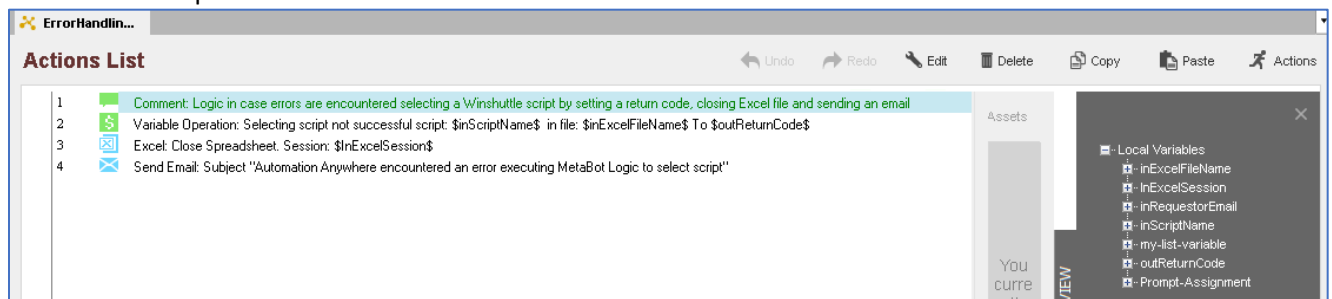 ErrorHandlin...
Actions List
Undo Redo Edit Delete Copy Paste Actions
1 Comment: Logic in case errors are encountered selecting a Winshuttle script by setting a return code, closing Excel file and sending an email
2 Variable Operation: Selecting script not successful script: $inScriptName$ in file: $inExcelFileName$ To $outReturnCode$
3 Excel: Close Spreadsheet. Session: $InExcelSession$
4 Send Email: Subject "Automation Anywhere encountered an error executing MetaBot Logic to select script"
Assets
You
curre
VIEW
Local Variables
inExcelFileName
InExcelSession
inRequestorEmail
inScriptName
my-list-variable
outReturnCode
Prompt-Assignment